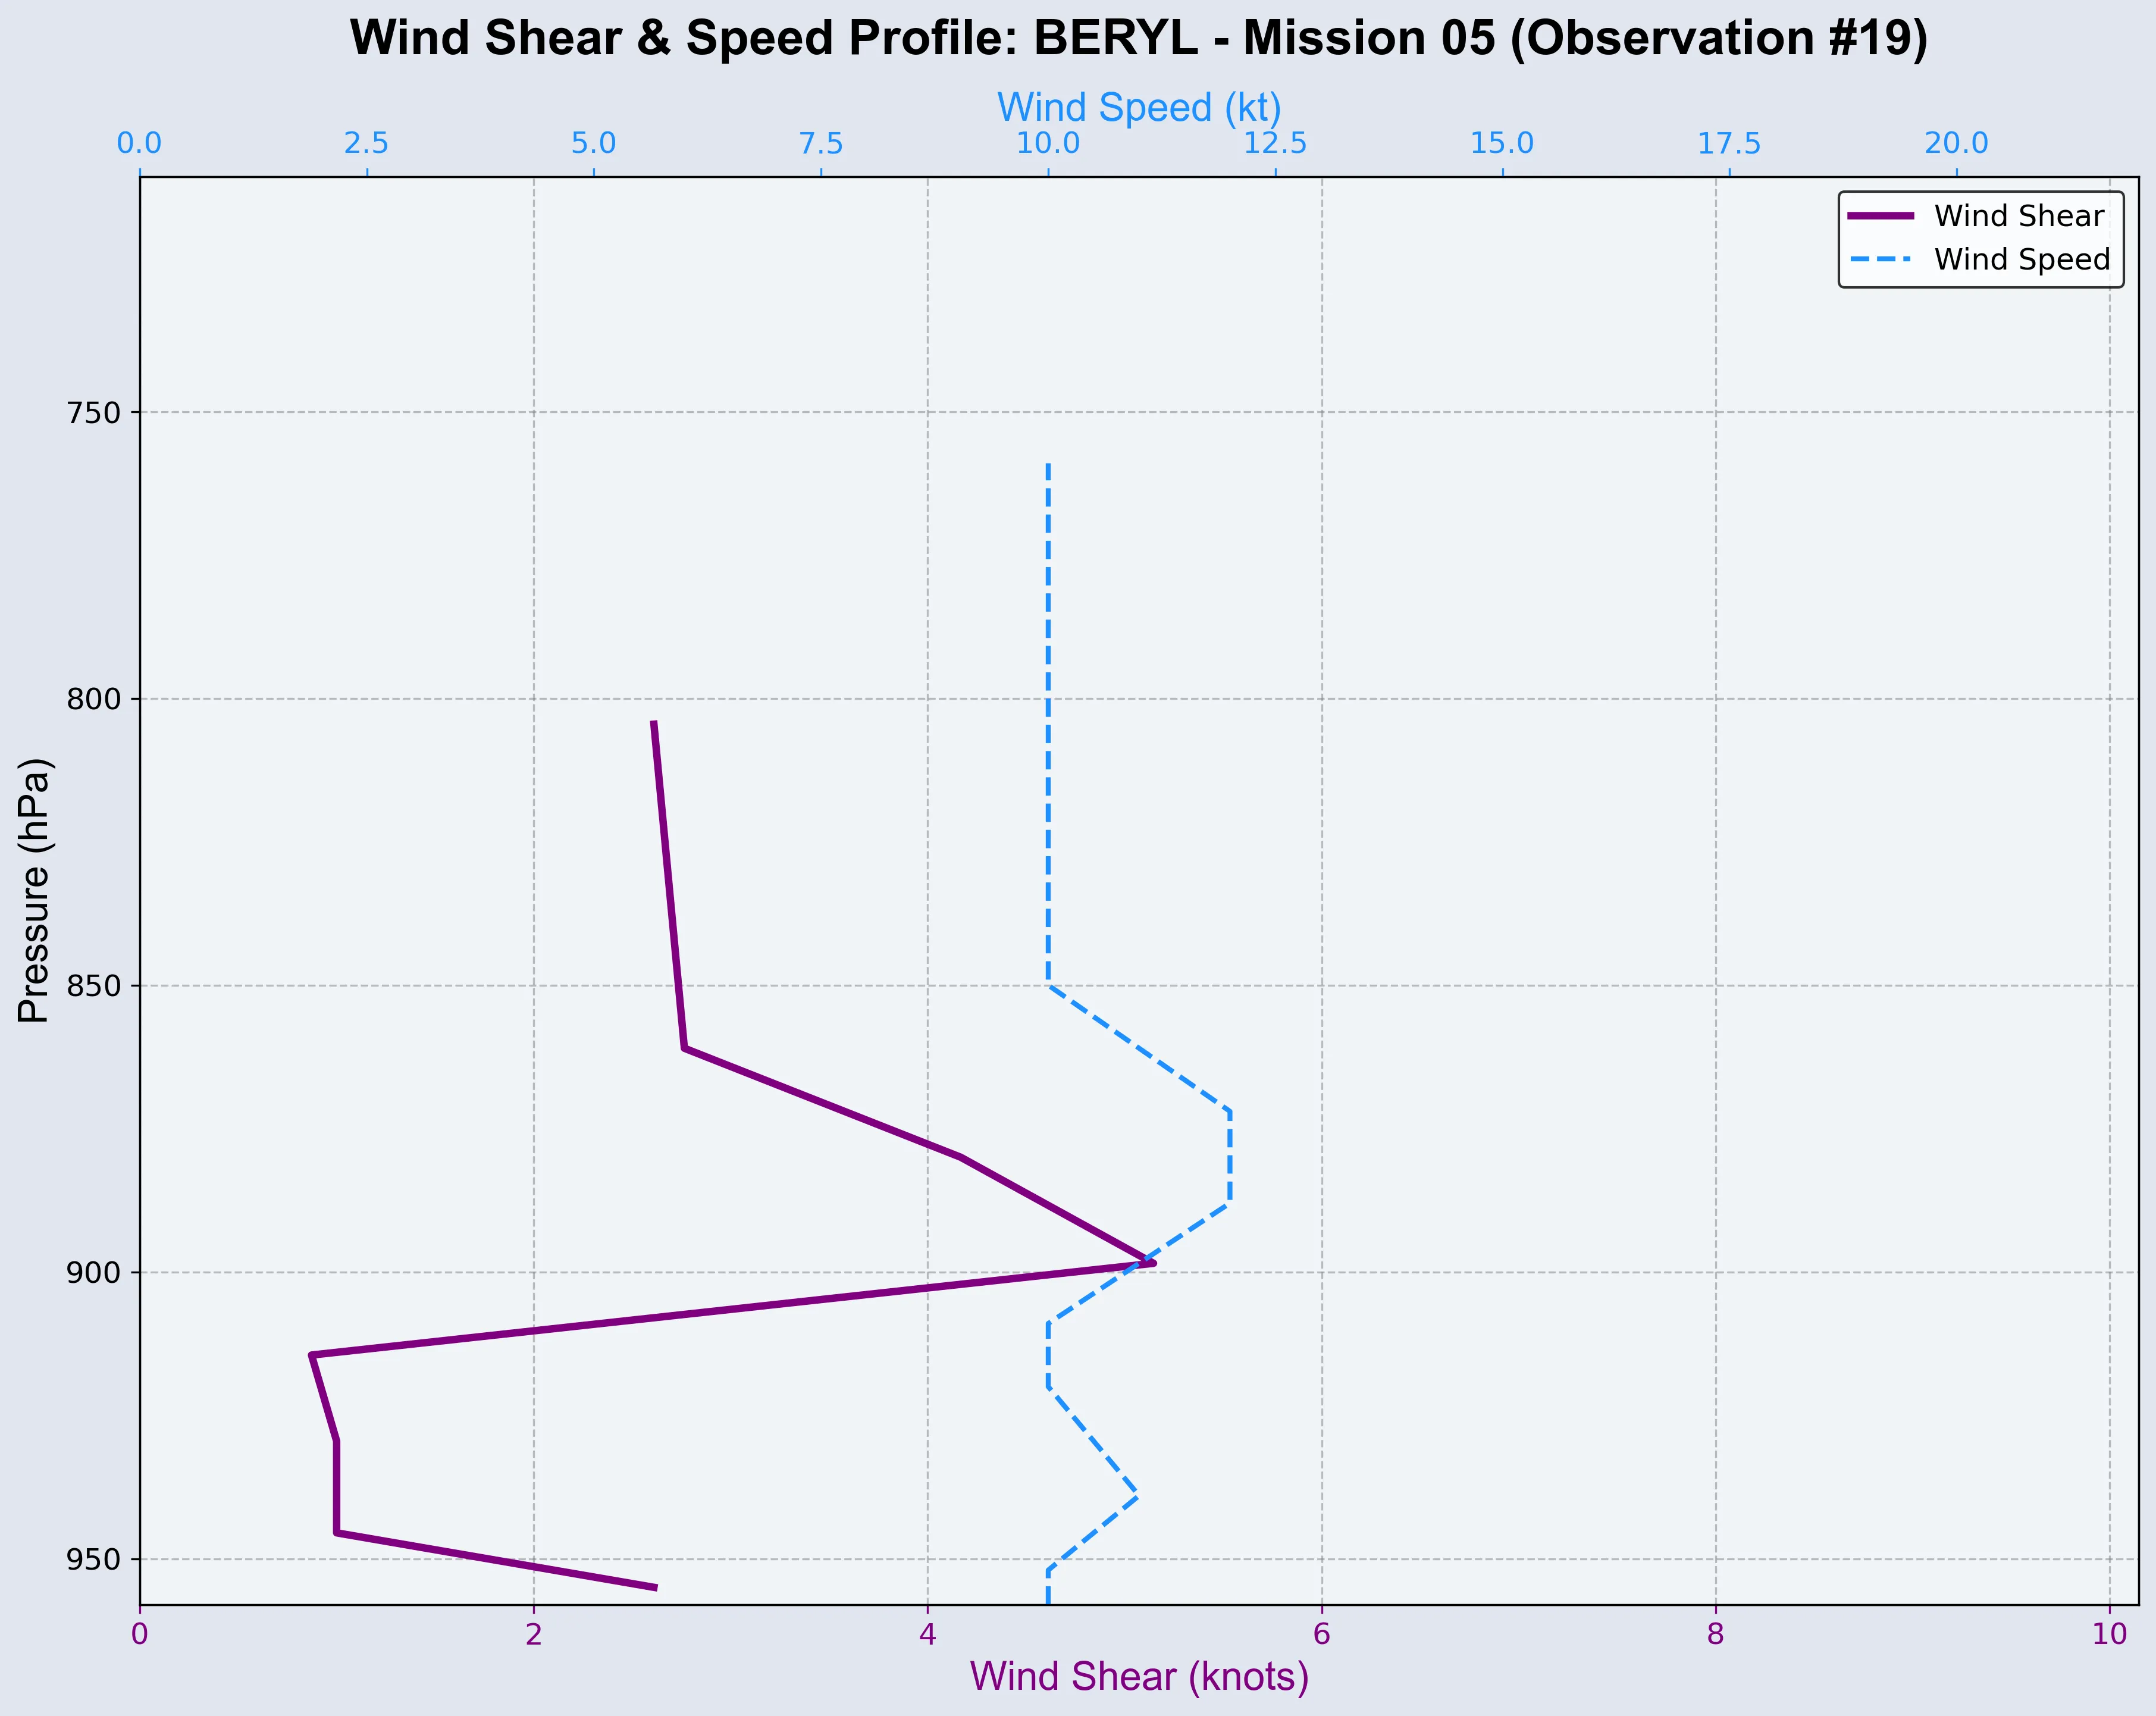 Wind Shear & Speed Profile: BERYL - Mission 05 (Observation #19)
Wind Speed (kt)
0.0 2.5 5.0 7.5 10.0 12.5 15.0 17.5 20.0
Wind Shear
Wind Speed
750
800
850
900
950
Pressure (hPa)
0 2 4 6 8 10
Wind Shear (knots)